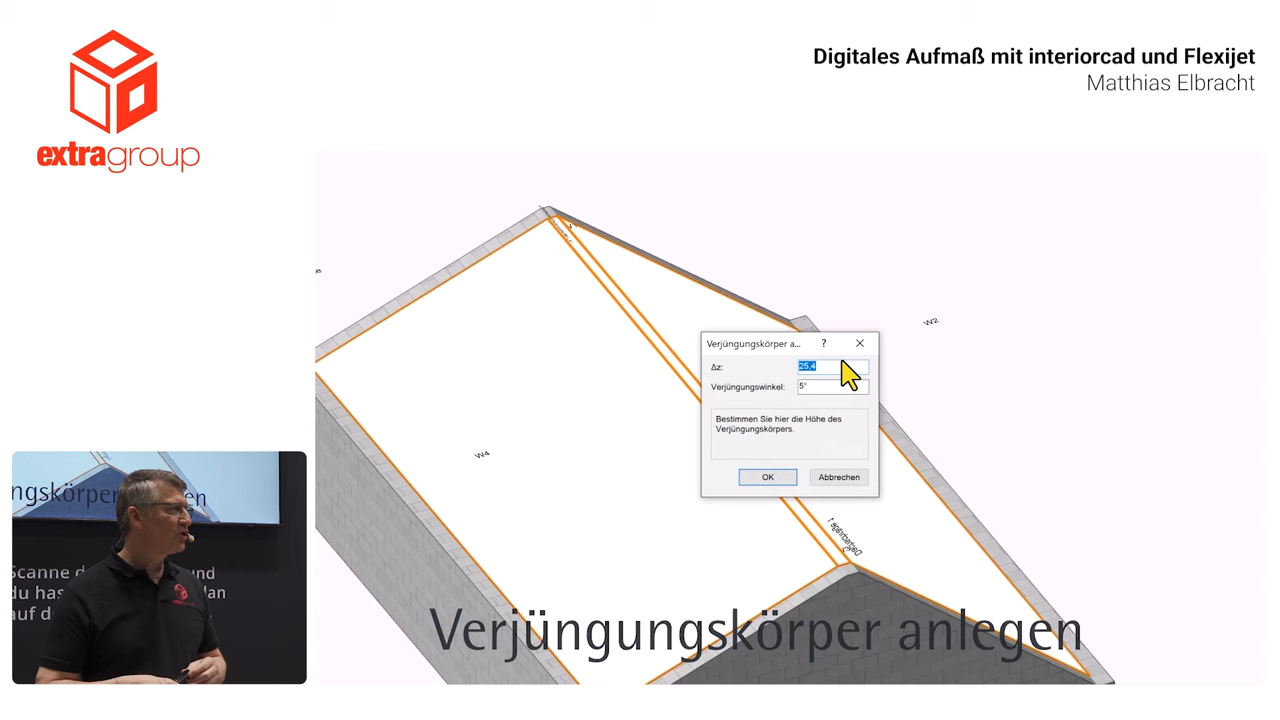 extragroup
Digitales Aufmaß mit interiorcad und Flexijet
Matthias Elbracht
W2
Verjüngungskörper a...
?
Δz:
25,4
Verjüngungswinkel:
5°
Bestimmen Sie hier die Höhe des
Verjüngungskörpers.
OK
Abbrechen
W4
Verjüngungskörper anlegen
ngskörper anlegen
Scanne d und
du has lan
auf d